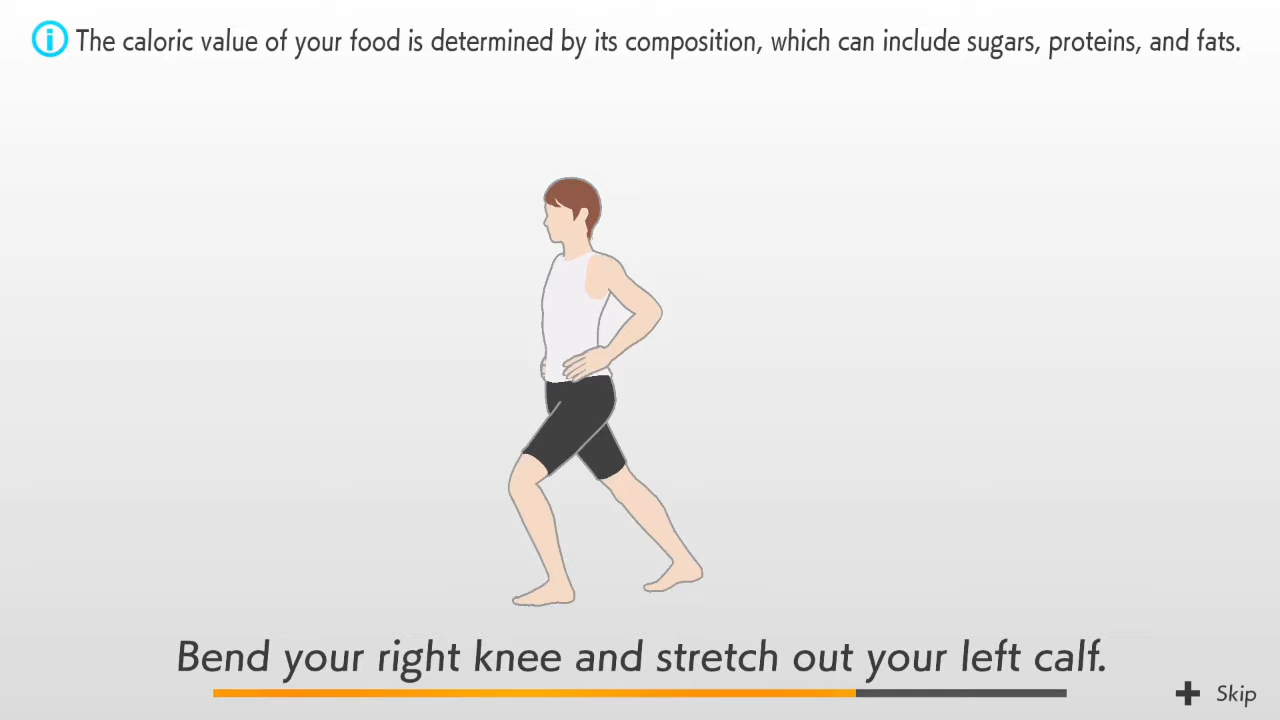 The caloric value of your food is determined by its composition, which can include sugars, proteins, and fats.
Bend your right knee and stretch out your left calf.
Skip